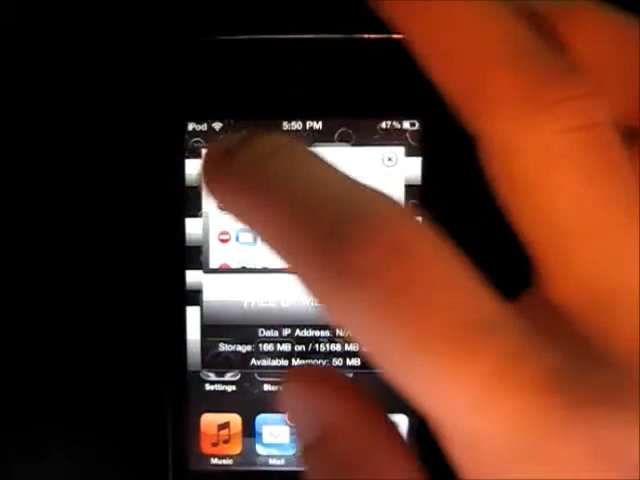 iPod 5:50 PM 47%
Data IP Address: N/A
Storage: 166 MB on / 15168 MB
Available Memory: 50 MB
Settings
Music Mail